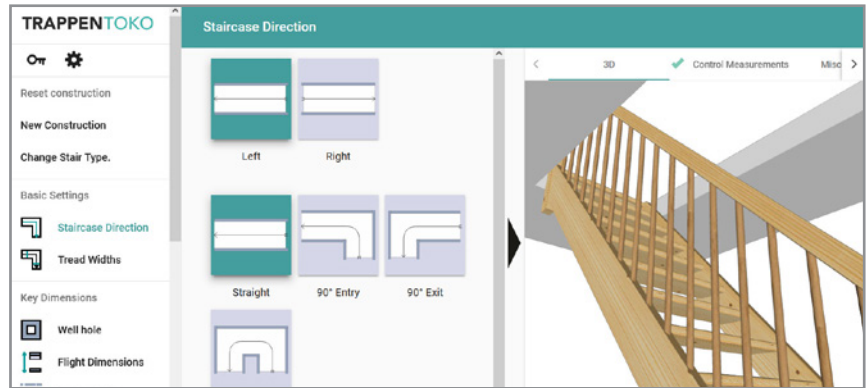 TRAPPENTOKO
Staircase Direction
Reset construction
New Construction
Change Stair Type.
Basic Settings
Staircase Direction
Tread Widths
Key Dimensions
Well hole
Flight Dimensions
Left
Right
Straight
90° Entry
90° Exit
3D
Control Measurements
Misc